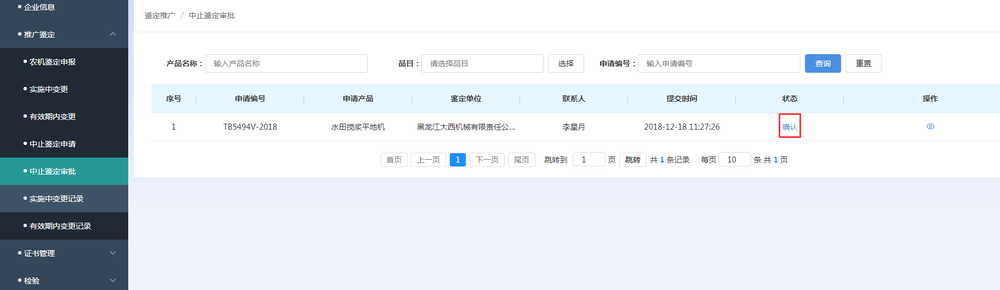 企业信息
推广鉴定
农机鉴定申报
实施中变更
有效期内变更
中止鉴定申请
中止鉴定审批
实施中变更记录
有效期内变更记录
证书管理
检验
鉴定推广 / 中止鉴定审批
产品名称： 输入产品名称 品目： 请选择品目 选择 申请编号： 输入申请编号 查询 重置
序号 申请编号 申请产品 鉴定单位 联系人 提交时间 状态 操作
1 TB5494V-2018 水田搅浆平地机 黑龙江大西机械有限责任公... 李星月 2018-12-18 11:27:26 确认
首页 上一页 1 下一页 尾页 跳转到 1 页 跳转 共 1 条记录 每页 10 条 共 1 页